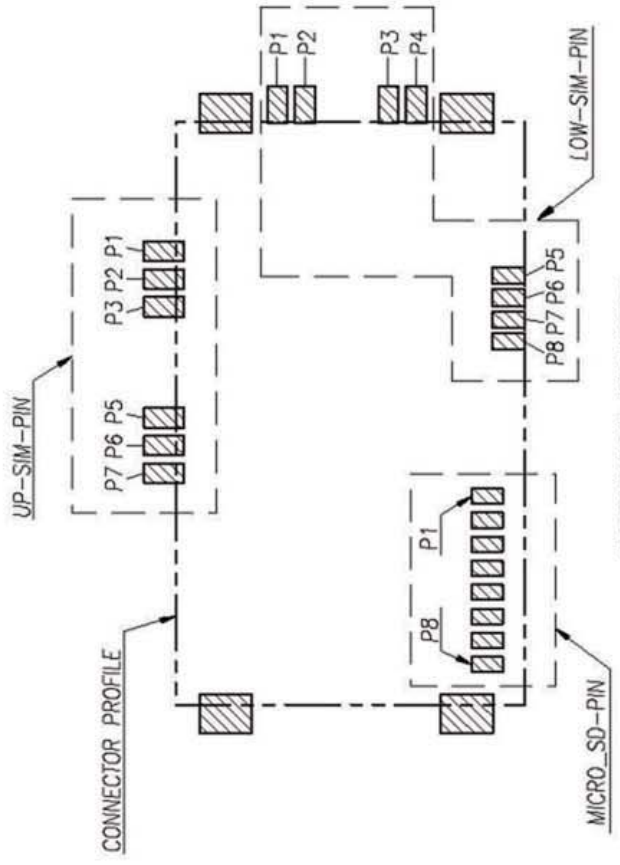 UP-SIM-PIN
CONNECTOR PROFILE
P7 P6 P5
P3 P2 P1
P1
P2
P3
P4
LOW-SIM-PIN
P8 P7 P6 P5
P8
P1
MICRO_SD-PIN